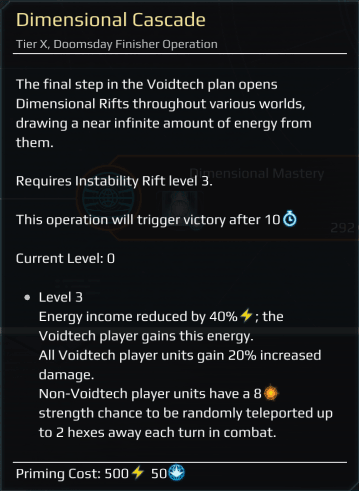 Dimensional Cascade
Tier X, Doomsday Finisher Operation
The final step in the Voidtech plan opens
Dimensional Rifts throughout various worlds,
drawing a near infinite amount of energy from
them.
Dimensional Mastery
Requires Instability Rift level 3.
This operation will trigger victory after 10
292
Current Level: 0
• Level 3
Energy income reduced by 40% ; the
Voidtech player gains this energy.
All Voidtech player units gain 20% increased
damage.
Non-Voidtech player units have a 8
strength chance to be randomly teleported up
to 2 hexes away each turn in combat.
Priming Cost: 500 50